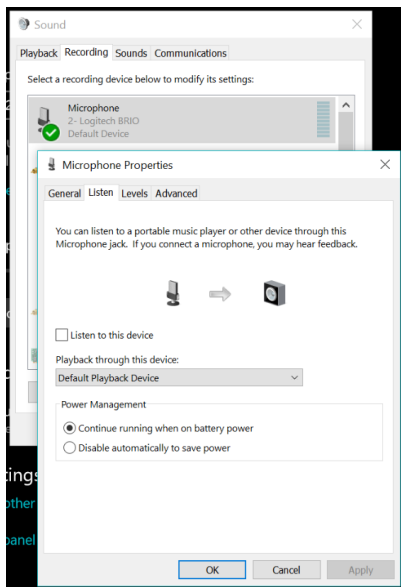 Sound
Playback Recording Sounds Communications
Select a recording device below to modify its settings:
Microphone
2- Logitech BRIO
Default Device
Microphone Properties
General Listen Levels Advanced
You can listen to a portable music player or other device through this
Microphone jack. If you connect a microphone, you may hear feedback.
Listen to this device
Playback through this device:
Default Playback Device
Power Management
Continue running when on battery power
Disable automatically to save power
OK Cancel Apply
tings
other
panel